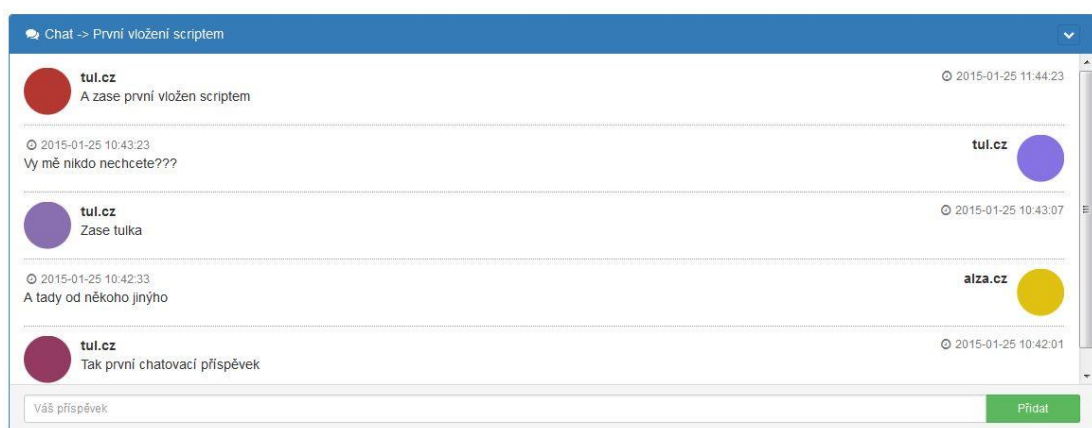 Chat -> První vložení scriptem
tul.cz
2015-01-25 11:44:23
A zase první vložen scriptem
2015-01-25 10:43:23
tul.cz
Vy mě nikdo nechcete???
tul.cz
2015-01-25 10:43:07
Zase tulka
2015-01-25 10:42:33
alza.cz
A tady od někoho jinýho
tul.cz
2015-01-25 10:42:01
Tak první chatovací příspěvek
Váš příspěvek
Přidat